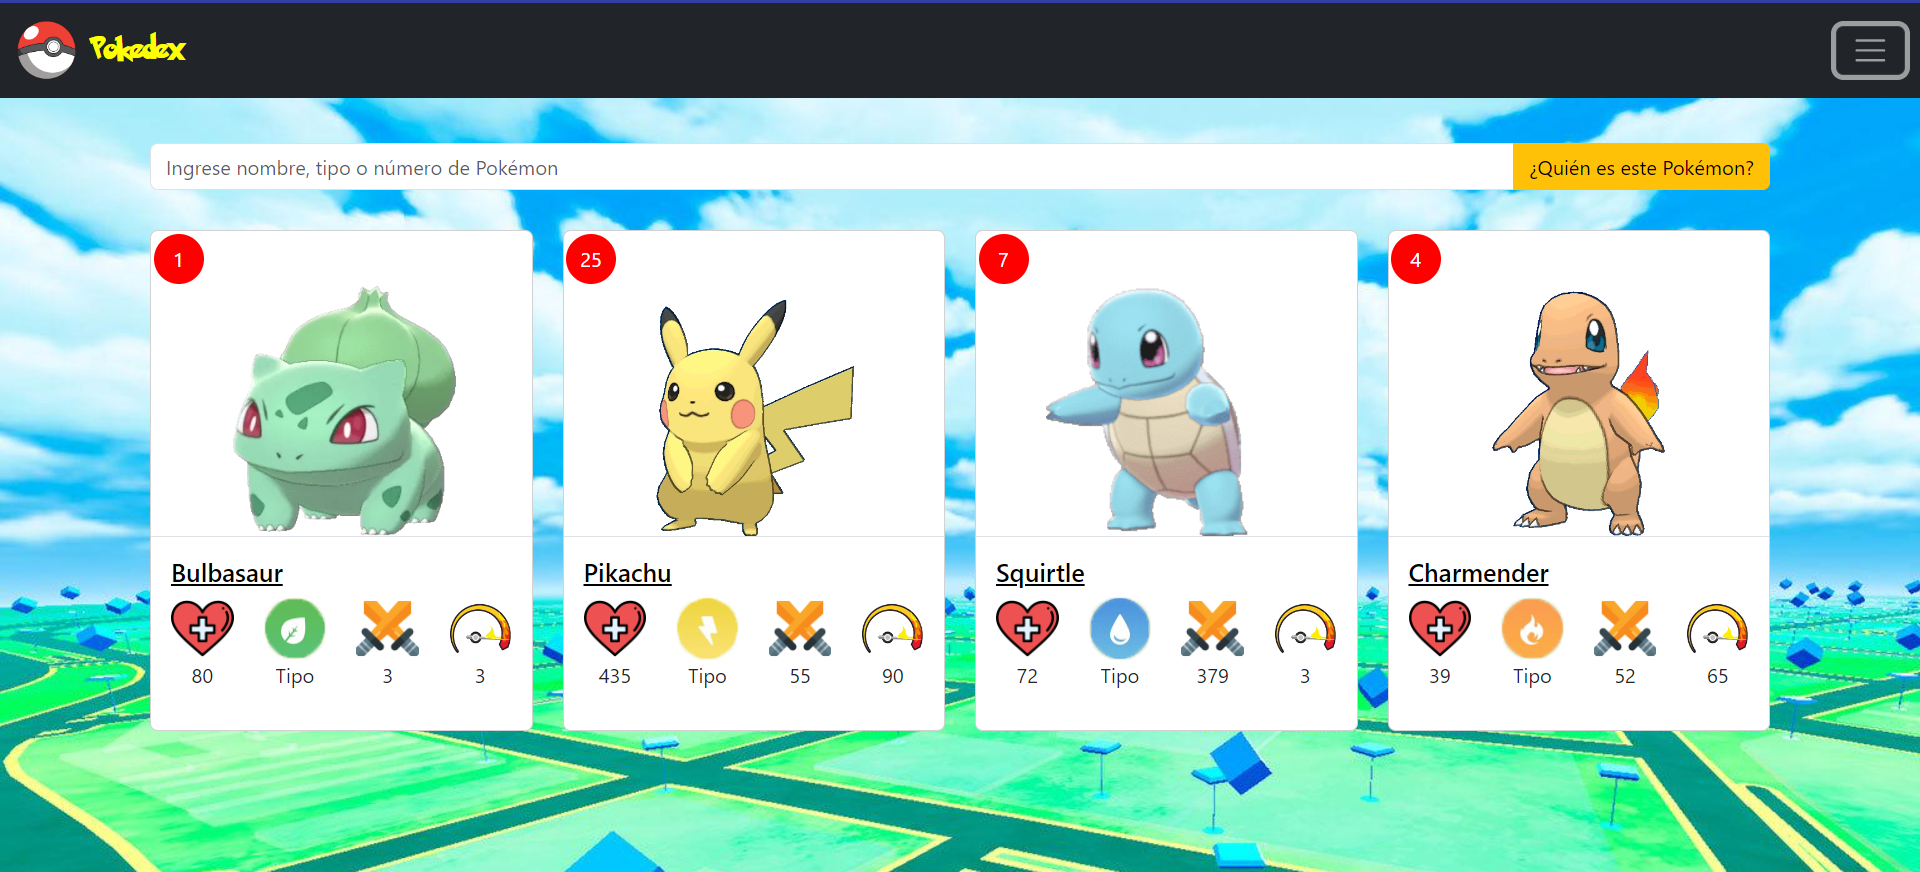 Pokedex
Ingrese nombre, tipo o número de Pokémon
¿Quién es este Pokémon?
1
25
7
4
Bulbasaur
80
Tipo
3
3
Pikachu
435
Tipo
55
90
Squirtle
72
Tipo
379
3
Charmender
39
Tipo
52
65